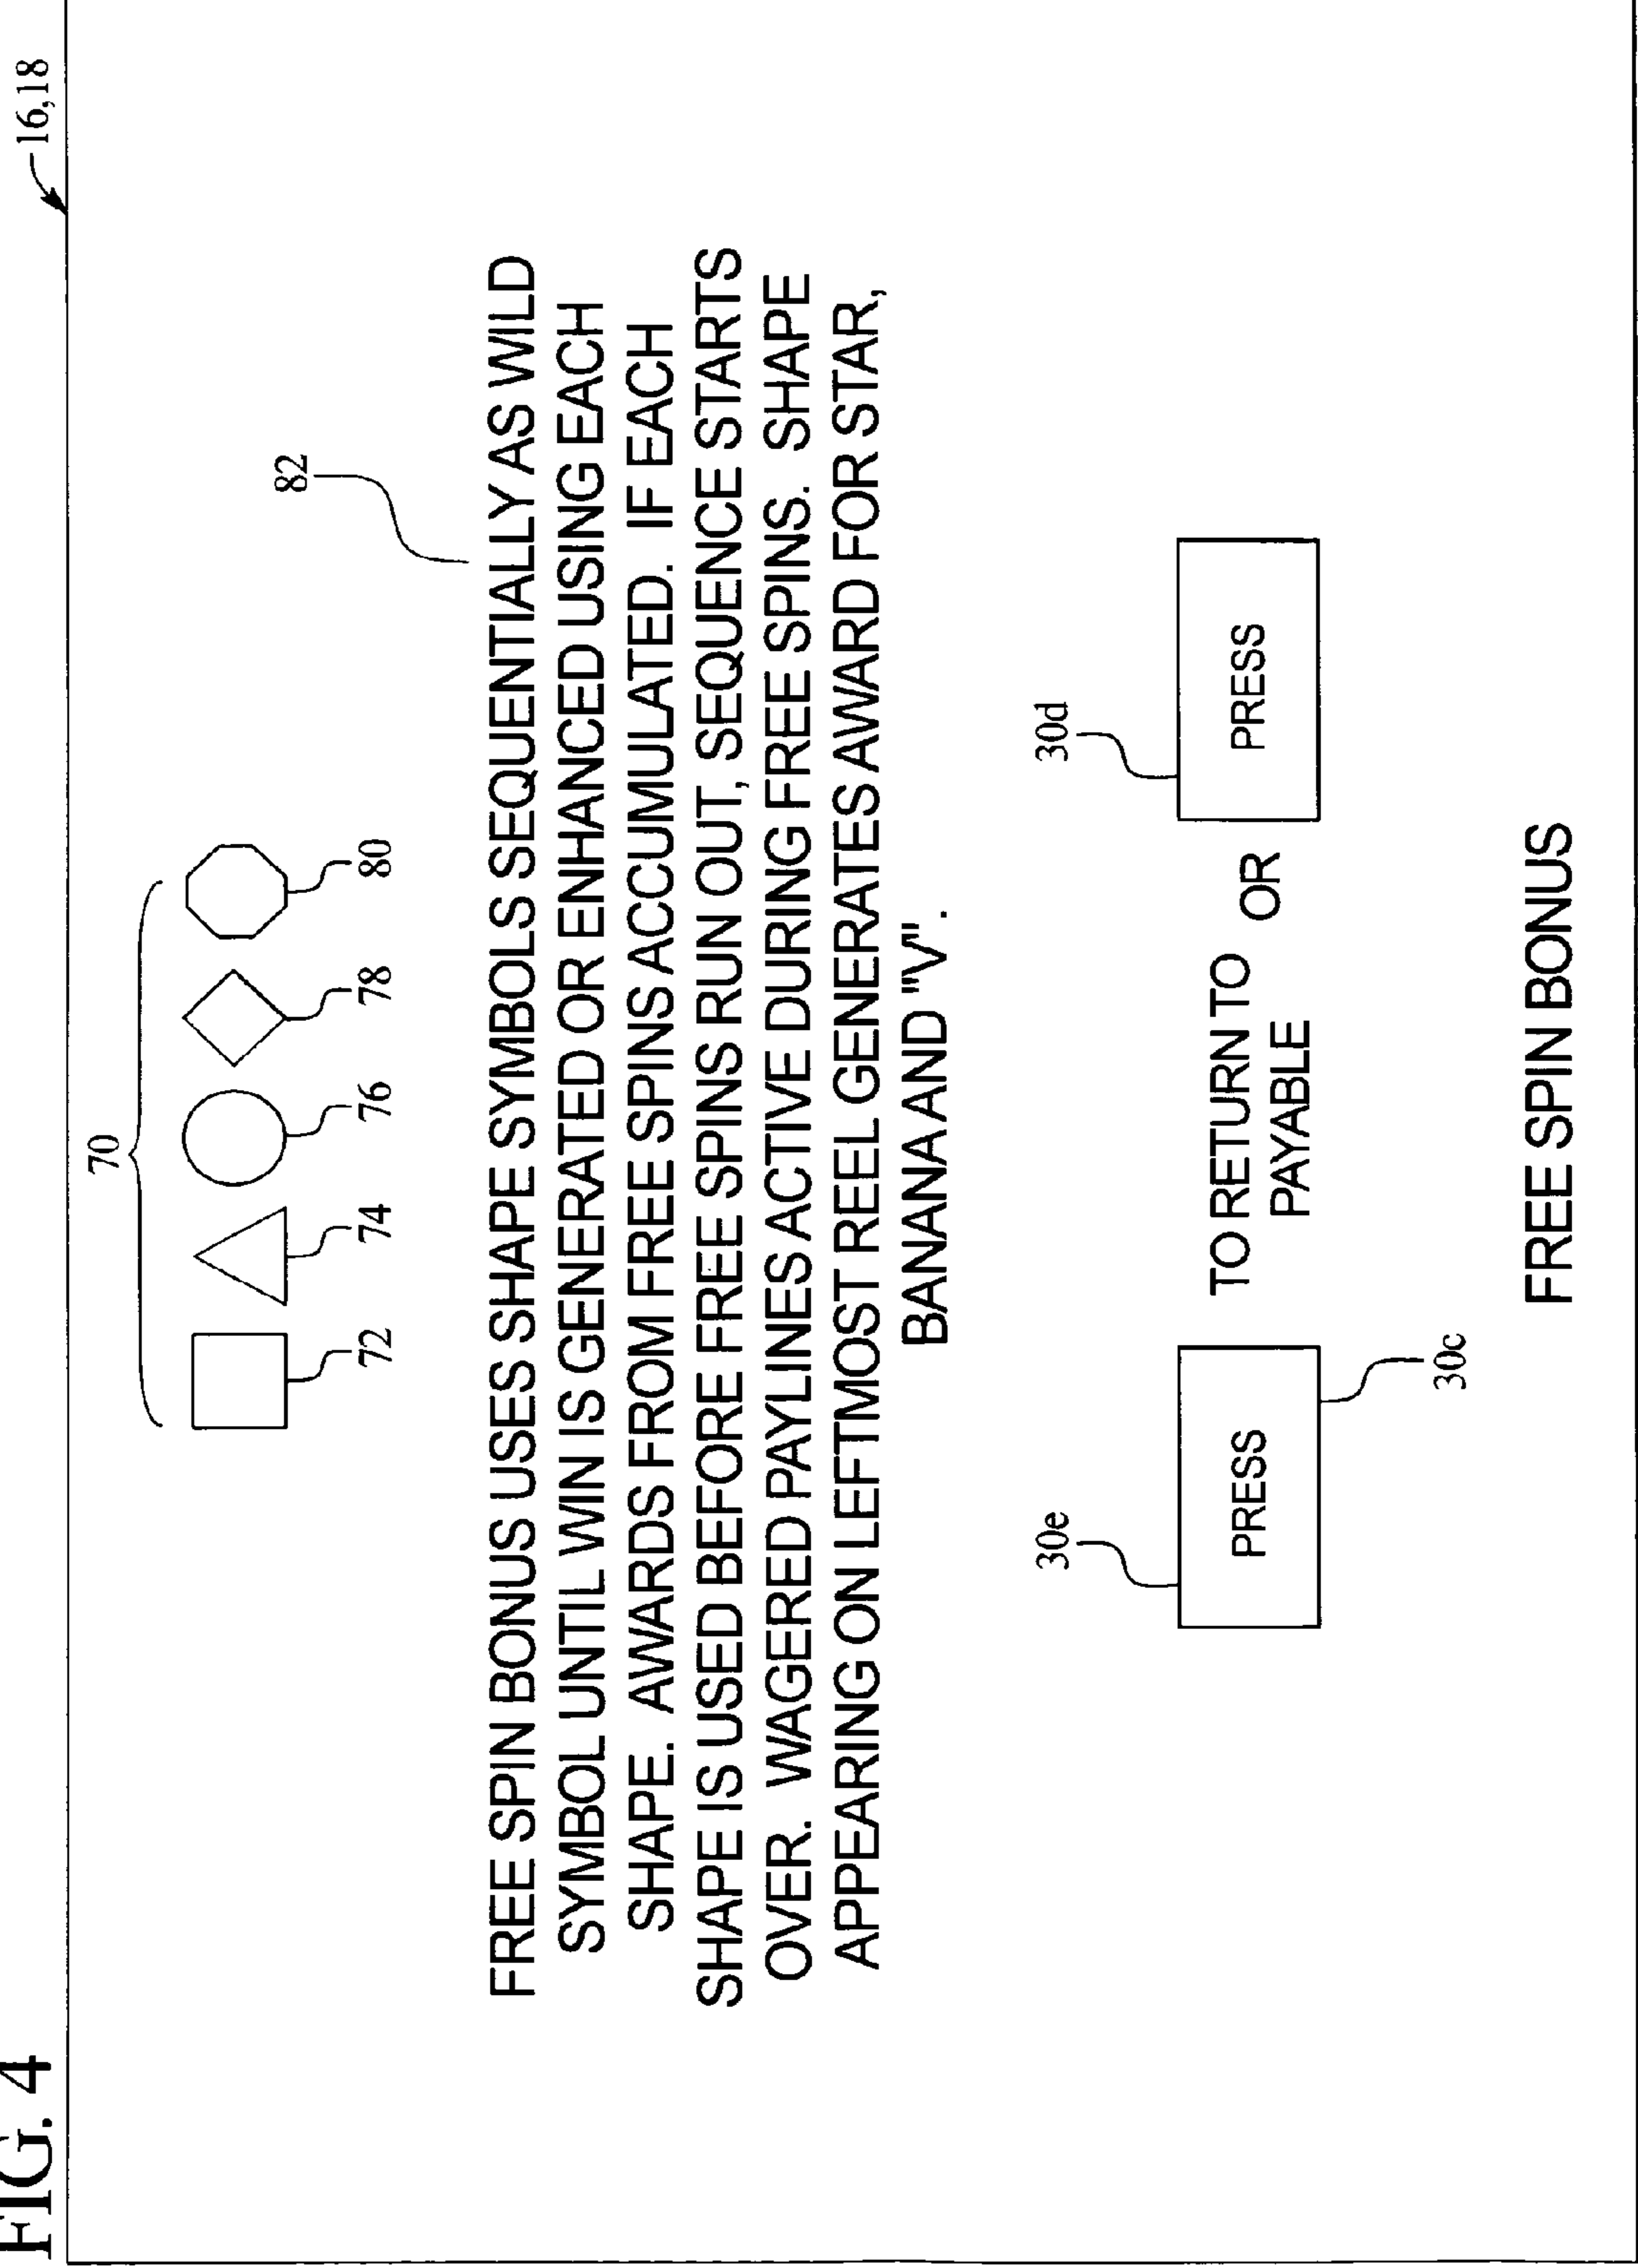 FIG. 4
16,18
70
72 74 76 78 80
82
FREE SPIN BONUS USES SHAPE SYMBOLS SEQUENTIALLY AS WILD
SYMBOL UNTIL WIN IS GENERATED OR ENHANCED USING EACH
SHAPE. AWARDS FROM FREE SPINS ACCUMULATED. IF EACH
SHAPE IS USED BEFORE FREE SPINS RUN OUT, SEQUENCE STARTS
OVER. WAGERED PAYLINES ACTIVE DURING FREE SPINS. SHAPE
APPEARING ON LEFTMOST REEL GENERATES AWARD FOR STAR,
BANANA AND "V".
30e 30d
PRESS TO RETURN TO OR PRESS
PAYABLE
30c
FREE SPIN BONUS